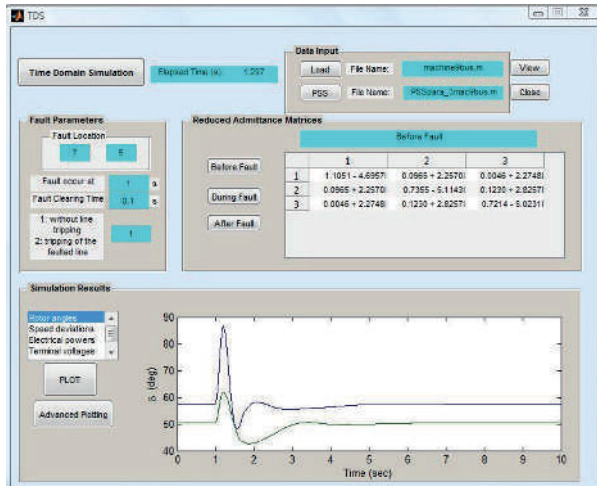 TDS
Time Domain Simulation
Elapsed Time (s):
Data Input
Load File Name: machine9bus.m View
PSS File Name: Close
Fault Parameters
Fault Location
7
Fault occur at 1 s
Fault Clearing Time 0.1 s
1: without line
tripping
2: tripping of the
faulted line
1
Reduced Admittance Matrices
Before Fault
Before Fault
During Fault
After Fault
1 2 3
1 1.1051 - 4.6957i 0.0965 + 2.2570i 0.0046 + 2.2748i
2 0.0965 + 2.2570i 0.7355 - 5.1143i 0.1230 + 2.8257i
3 0.0046 + 2.2748i 0.1230 + 2.8257i 0.7214 - 5.0231i
Simulation Results
Rotor angles
Speed deviations
Electrical powers
Terminal voltages
PLOT
Advanced Plotting
90
80
70
60
50
40
δ (deg)
0 1 2 3 4 5 6 7 8 9 10
Time (sec)